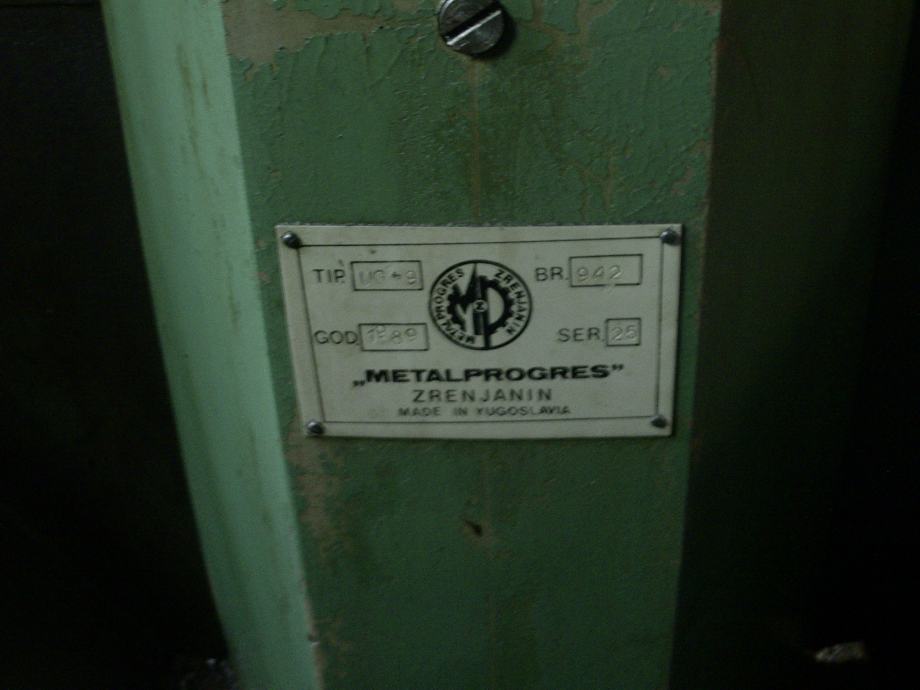 TIP. UG-9 BR. 942
METALPROGRES ZRENJANIN
GOD. 1989 SER. 25
„METALPROGRES”
ZRENJANIN
MADE IN YUGOSLAVIA